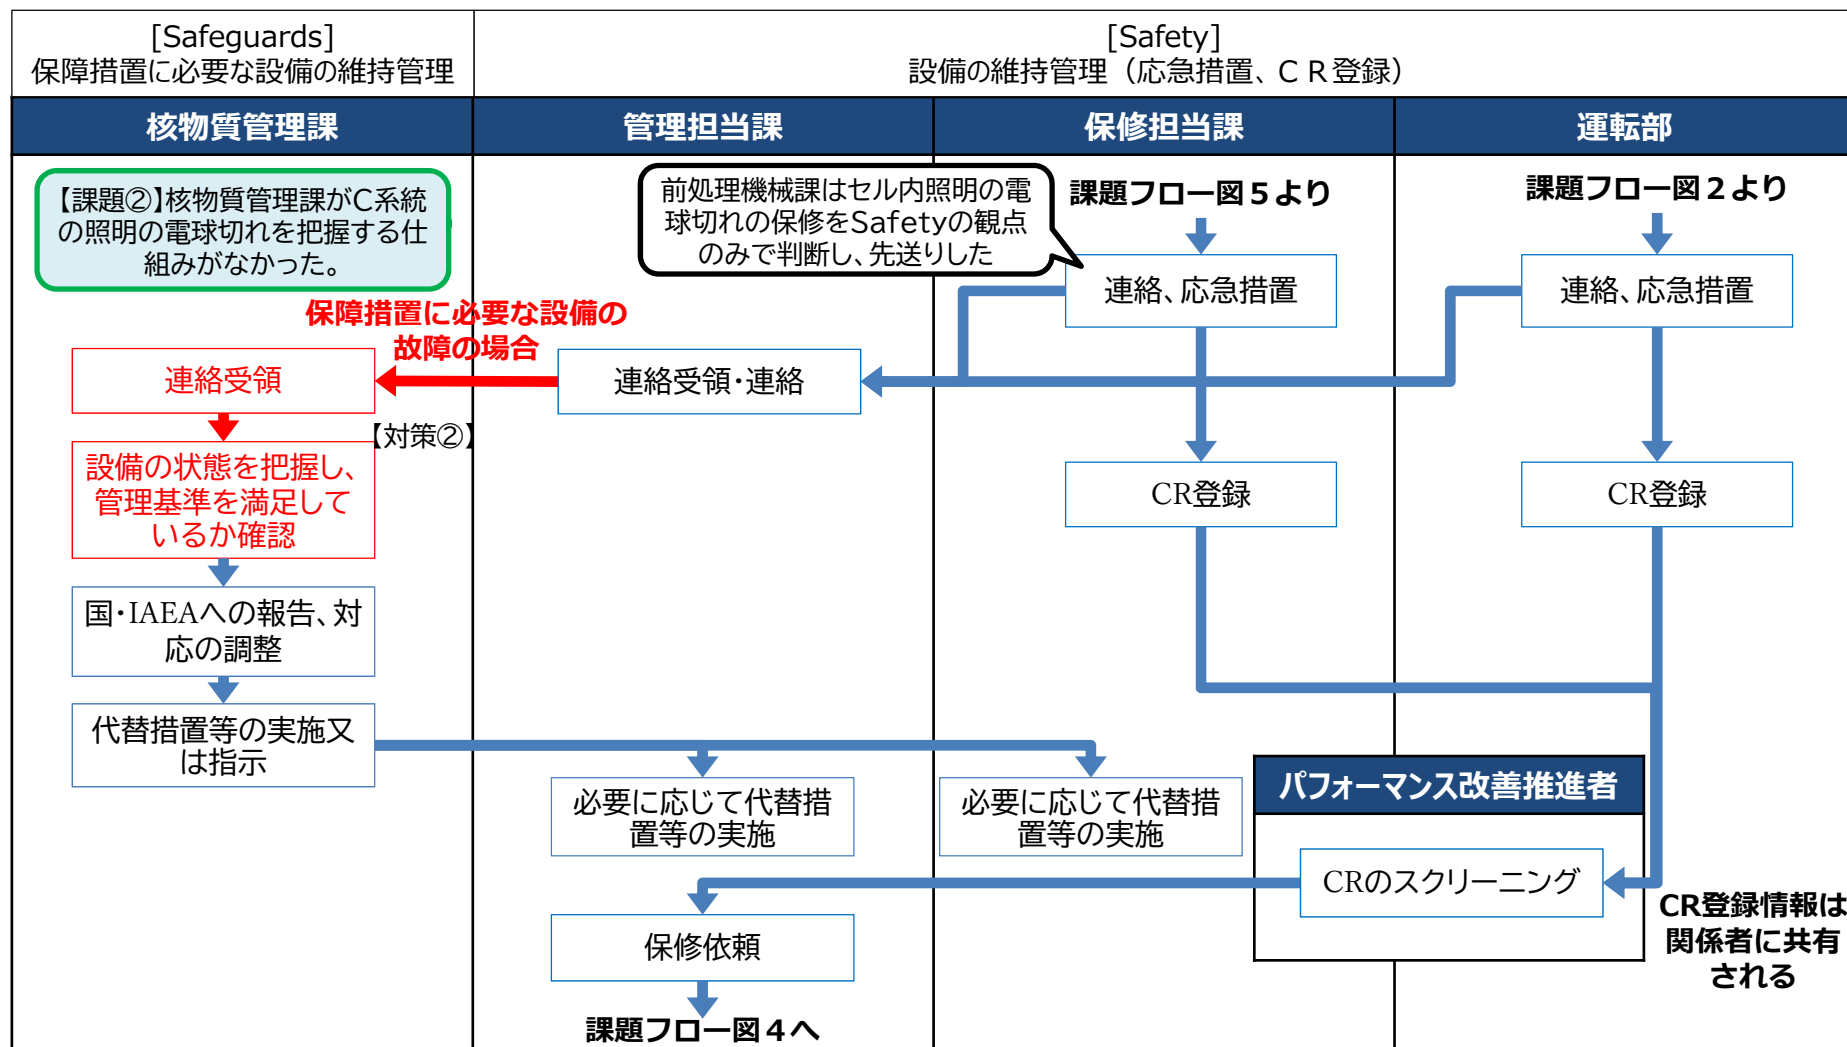 [Safeguards]
保障措置に必要な設備の維持管理
[Safety]
設備の維持管理（応急措置、ＣＲ登録）
核物質管理課
管理担当課
保修担当課
運転部
【課題②】核物質管理課がC系統
の照明の電球切れを把握する仕
組みがなかった。
前処理機械課はセル内照明の電
球切れの保修をSafetyの観点
のみで判断し、先送りした
課題フロー図５より
課題フロー図２より
連絡、応急措置
連絡、応急措置
保障措置に必要な設備の
故障の場合
連絡受領
連絡受領・連絡
【対策②】
設備の状態を把握し、
管理基準を満足して
いるか確認
CR登録
CR登録
国・IAEAへの報告、対
応の調整
代替措置等の実施又
は指示
必要に応じて代替措
置等の実施
必要に応じて代替措
置等の実施
パフォーマンス改善推進者
CRのスクリーニング
CR登録情報は
関係者に共有
される
保修依頼
課題フロー図４へ